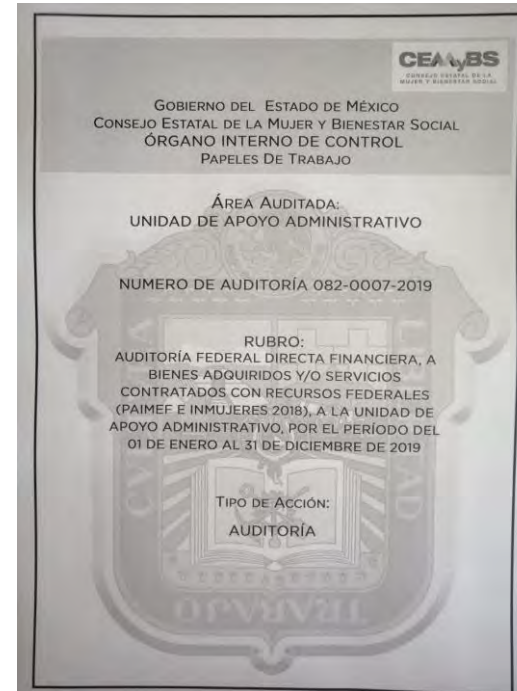 CEMyBS
CONSEJO ESTATAL DE LA
MUJER Y BIENESTAR SOCIAL
GOBIERNO DEL ESTADO DE MÉXICO
CONSEJO ESTATAL DE LA MUJER Y BIENESTAR SOCIAL
ÓRGANO INTERNO DE CONTROL
PAPELES DE TRABAJO
ÁREA AUDITADA:
UNIDAD DE APOYO ADMINISTRATIVO
NUMERO DE AUDITORÍA 082-0007-2019
RUBRO:
AUDITORÍA FEDERAL DIRECTA FINANCIERA, A
BIENES ADQUIRIDOS Y/O SERVICIOS
CONTRATADOS CON RECURSOS FEDERALES
(PAIMEF E INMUJERES 2018), A LA UNIDAD DE
APOYO ADMINISTRATIVO, POR EL PERÍODO DEL
01 DE ENERO AL 31 DE DICIEMBRE DE 2019
TIPO DE ACCIÓN:
AUDITORÍA